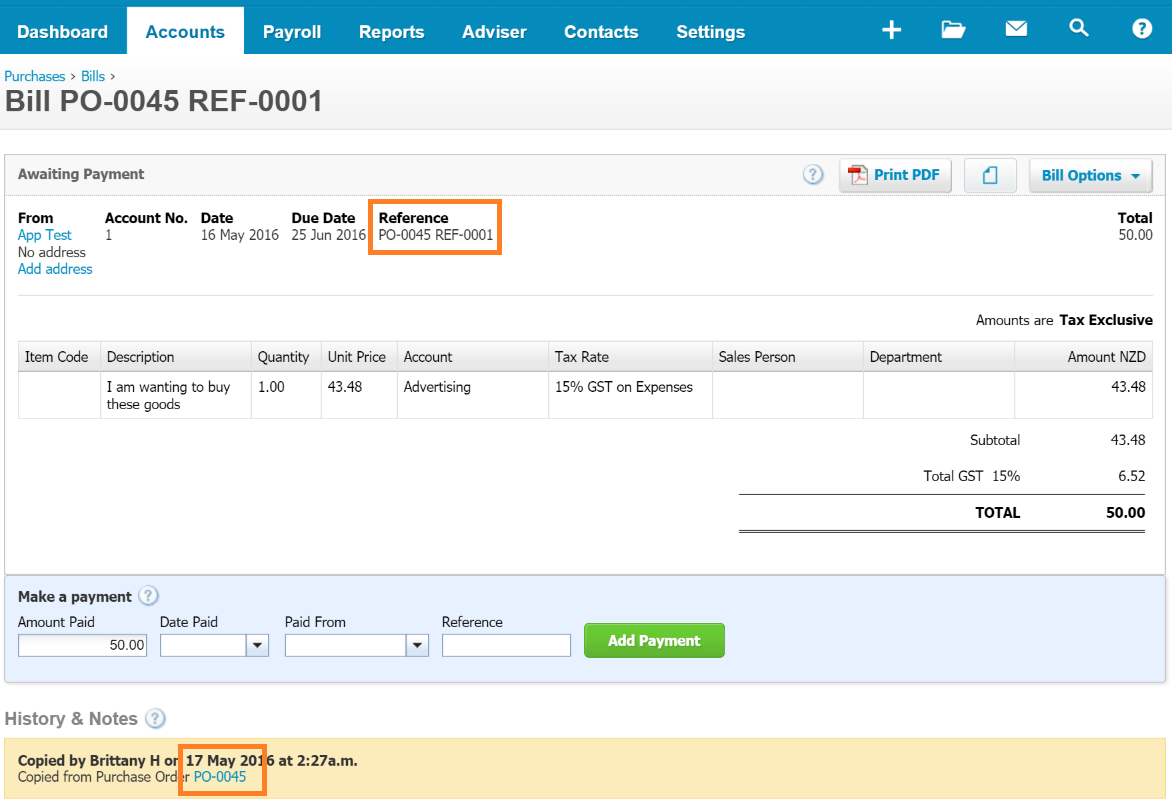 Dashboard Accounts Payroll Reports Adviser Contacts Settings
Purchases › Bills ›
Bill PO-0045 REF-0001
Awaiting Payment ? Print PDF Bill Options
From Account No. Date Due Date Reference Total
App Test 1 16 May 2016 25 Jun 2016 PO-0045 REF-0001 50.00
No address
Add address
Amounts are Tax Exclusive
Item Code Description Quantity Unit Price Account Tax Rate Sales Person Department Amount NZD
I am wanting to buy 1.00 43.48 Advertising 15% GST on Expenses 43.48
these goods
Subtotal 43.48
Total GST 15% 6.52
TOTAL 50.00
Make a payment ?
Amount Paid Date Paid Paid From Reference
50.00 Add Payment
History & Notes ?
Copied by Brittany H on 17 May 2016 at 2:27a.m.
Copied from Purchase Order PO-0045